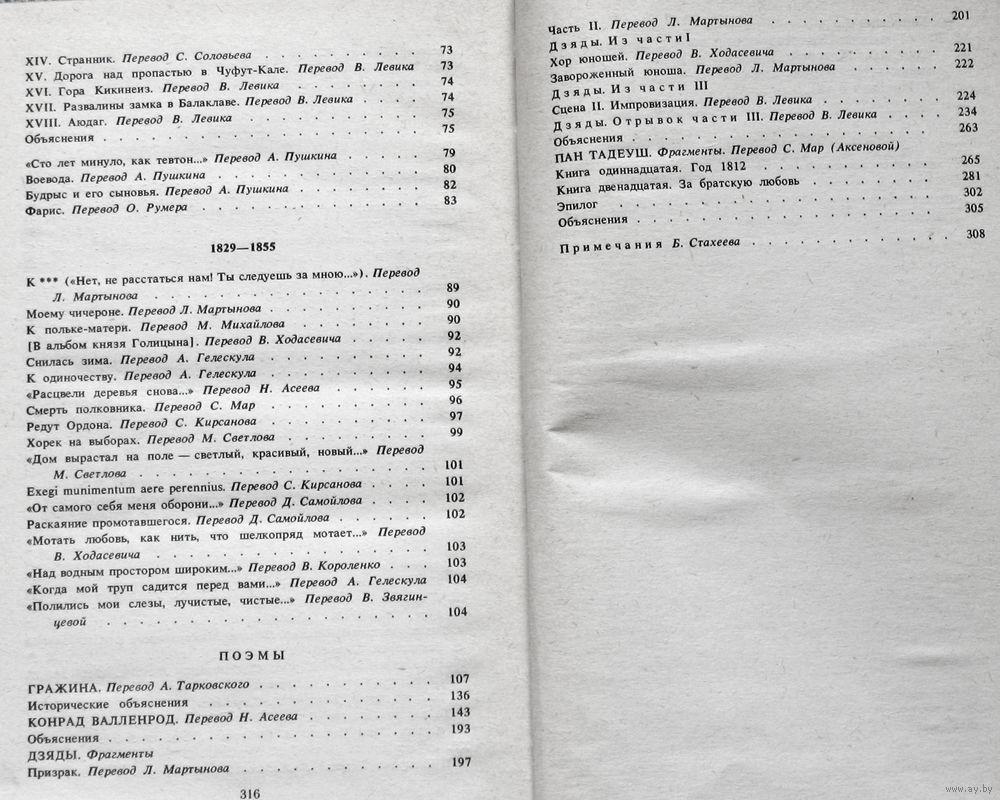 XIV. Странник. Перевод С. Соловьева . . . . . . . . 73
XV. Дорога над пропастью в Чуфут-Кале. Перевод В. Левика 73
XVI. Гора Кикинеиз. Перевод В. Левика . . . . . . . 74
XVII. Развалины замка в Балаклаве. Перевод В. Левика . . . . 74
XVIII. Аюдаг. Перевод В. Левика . . . . . . . . . 75
Объяснения . . . . . . . . . . . . . . . 75
«Сто лет минуло, как тевтон...» Перевод А. Пушкина . . . . 79
Воевода. Перевод А. Пушкина . . . . . . . . . . 80
Будрыс и его сыновья. Перевод А. Пушкина . . . . . . 82
Фарис. Перевод О. Румера . . . . . . . . . . . 83
1829—1855
К *** («Нет, не расстаться нам! Ты следуешь за мною...»). Перевод
Л. Мартынова . . . . . . . . . . . . . 89
Моему чичероне. Перевод Л. Мартынова . . . . . . . 90
К польке-матери. Перевод М. Михайлова . . . . . . . 90
[В альбом князя Голицына]. Перевод В. Ходасевича . . . . 92
Снилась зима. Перевод А. Гелескула . . . . . . . . 92
К одиночеству. Перевод А. Гелескула . . . . . . . . 94
«Расцвели деревья снова...» Перевод Н. Асеева . . . . . 95
Смерть полковника. Перевод С. Мар . . . . . . . . 96
Редут Ордона. Перевод С. Кирсанова . . . . . . . . 97
Хорек на выборах. Перевод М. Светлова . . . . . . . 99
«Дом вырастал на поле — светлый, красивый, новый...» Перевод
М. Светлова . . . . . . . . . . . . . . 101
Exegi munimentum aere perennius. Перевод С. Кирсанова . . . . 101
«От самого себя меня оборони...» Перевод Д. Самойлова . . . . 102
Раскаяние промотавшегося. Перевод Д. Самойлова . . . . . 102
«Мотать любовь, как нить, что шелкопряд мотает...» Перевод
В. Ходасевича . . . . . . . . . . . . . 103
«Над водным простором широким...» Перевод В. Короленко . . . 103
«Когда мой труп садится перед вами...» Перевод А. Гелескула 104
«Полились мои слезы, лучистые, чистые...» Перевод В. Звягин-
цевой . . . . . . . . . . . . . . . . 104
ПОЭМЫ
ГРАЖИНА. Перевод А. Тарковского . . . . . . . . 107
Исторические объяснения . . . . . . . . . . . 136
КОНРАД ВАЛЛЕНРОД. Перевод Н. Асеева . . . . . . 143
Объяснения . . . . . . . . . . . . . . . 193
ДЗЯДЫ. Фрагменты
Призрак. Перевод Л. Мартынова . . . . . . . . . 197
316
Часть II. Перевод Л. Мартынова . . . . . . . . . 201
Дзяды. Из части I
Хор юношей. Перевод В. Ходасевича . . . . . . . . 221
Завороженный юноша. Перевод Л. Мартынова . . . . . . 222
Дзяды. Из части III
Сцена II. Импровизация. Перевод В. Левика . . . . . . 224
Дзяды. Отрывок части III. Перевод В. Левика . . . . 234
Объяснения . . . . . . . . . . . . . . . 263
ПАН ТАДЕУШ. Фрагменты. Перевод С. Мар (Аксеновой)
Книга одиннадцатая. Год 1812 . . . . . . . . . . 265
Книга двенадцатая. За братскую любовь . . . . . . . 281
Эпилог . . . . . . . . . . . . . . . . 302
Объяснения . . . . . . . . . . . . . . . 305
Примечания Б. Стахеева . . . . . . . . . . . 308
www.ay.by